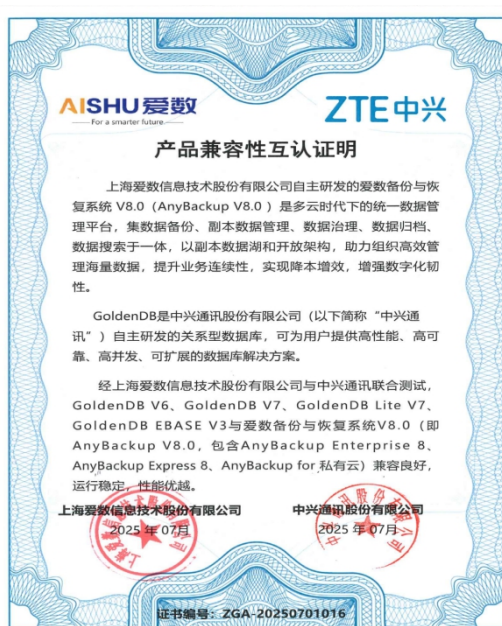 AISHU 爱数
For a smarter future
ZTE中兴
产品兼容性互认证明
上海爱数信息技术股份有限公司自主研发的爱数备份与恢
复系统 V8.0（AnyBackup V8.0 ）是多云时代下的统一数据管
理平台，集数据备份、副本数据管理、数据治理、数据归档、
数据搜索于一体，以副本数据湖和开放架构，助力组织高效管
理海量数据，提升业务连续性，实现降本增效，增强数字化韧
性。
GoldenDB是中兴通讯股份有限公司（以下简称“中兴通
讯”）自主研发的关系型数据库，可为用户提供高性能、高可
靠、高并发、可扩展的数据库解决方案。
经上海爱数信息技术股份有限公司与中兴通讯联合测试，
GoldenDB V6、GoldenDB V7、GoldenDB Lite V7、
GoldenDB EBASE V3与爱数备份与恢复系统V8.0（即
AnyBackup V8.0，包含AnyBackup Enterprise 8、
AnyBackup Express 8、AnyBackup for 私有云）兼容良好，
运行稳定，性能优越。
上海爱数信息技术股份有限公司
2025 年 07月
中兴通讯股份有限公司
2025 年 07月
证书编号：ZGA-20250701016